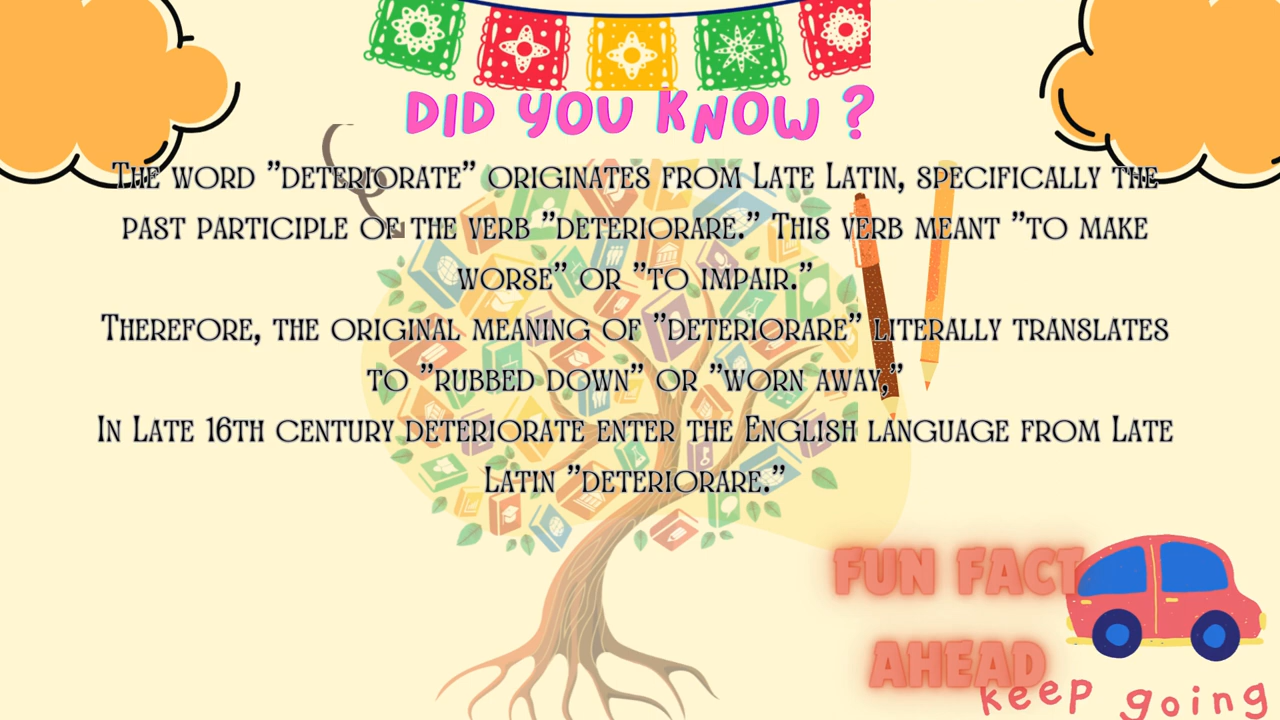 DID YOU KNOW ?
The word "deteriorate" originates from Late Latin, specifically the
past participle of the verb "deteriorare." This verb meant "to make
worse" or "to impair."
Therefore, the original meaning of "deteriorare" literally translates
to "rubbed down" or "worn away,"
In Late 16th century deteriorate enter the English language from Late
Latin "deteriorare."
FUN FACT
AHEAD
keep going